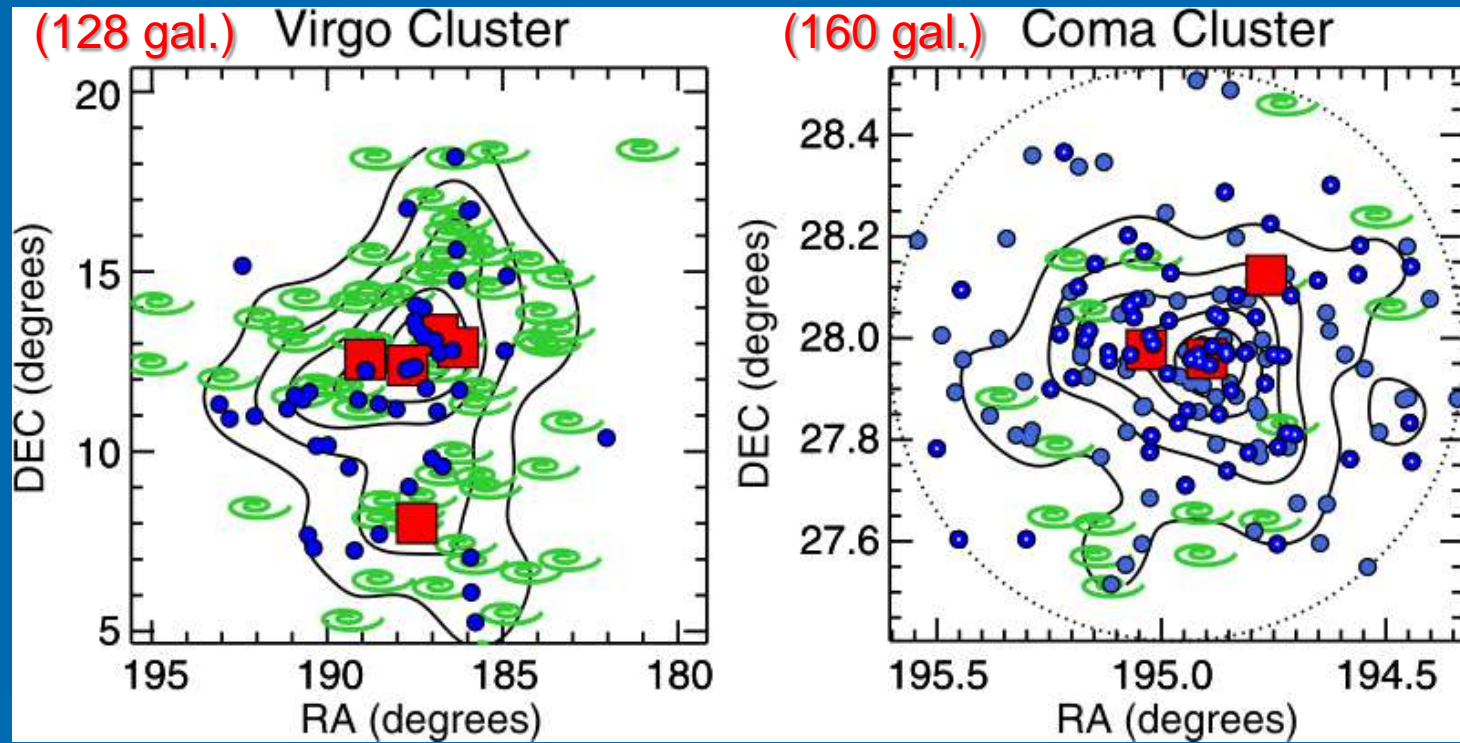 (128 gal.) Virgo Cluster
20
15
10
5
DEC (degrees)
195 190 185 180
RA (degrees)
(160 gal.) Coma Cluster
28.4
28.2
28.0
27.8
27.6
DEC (degrees)
195.5 195.0 194.5
RA (degrees)